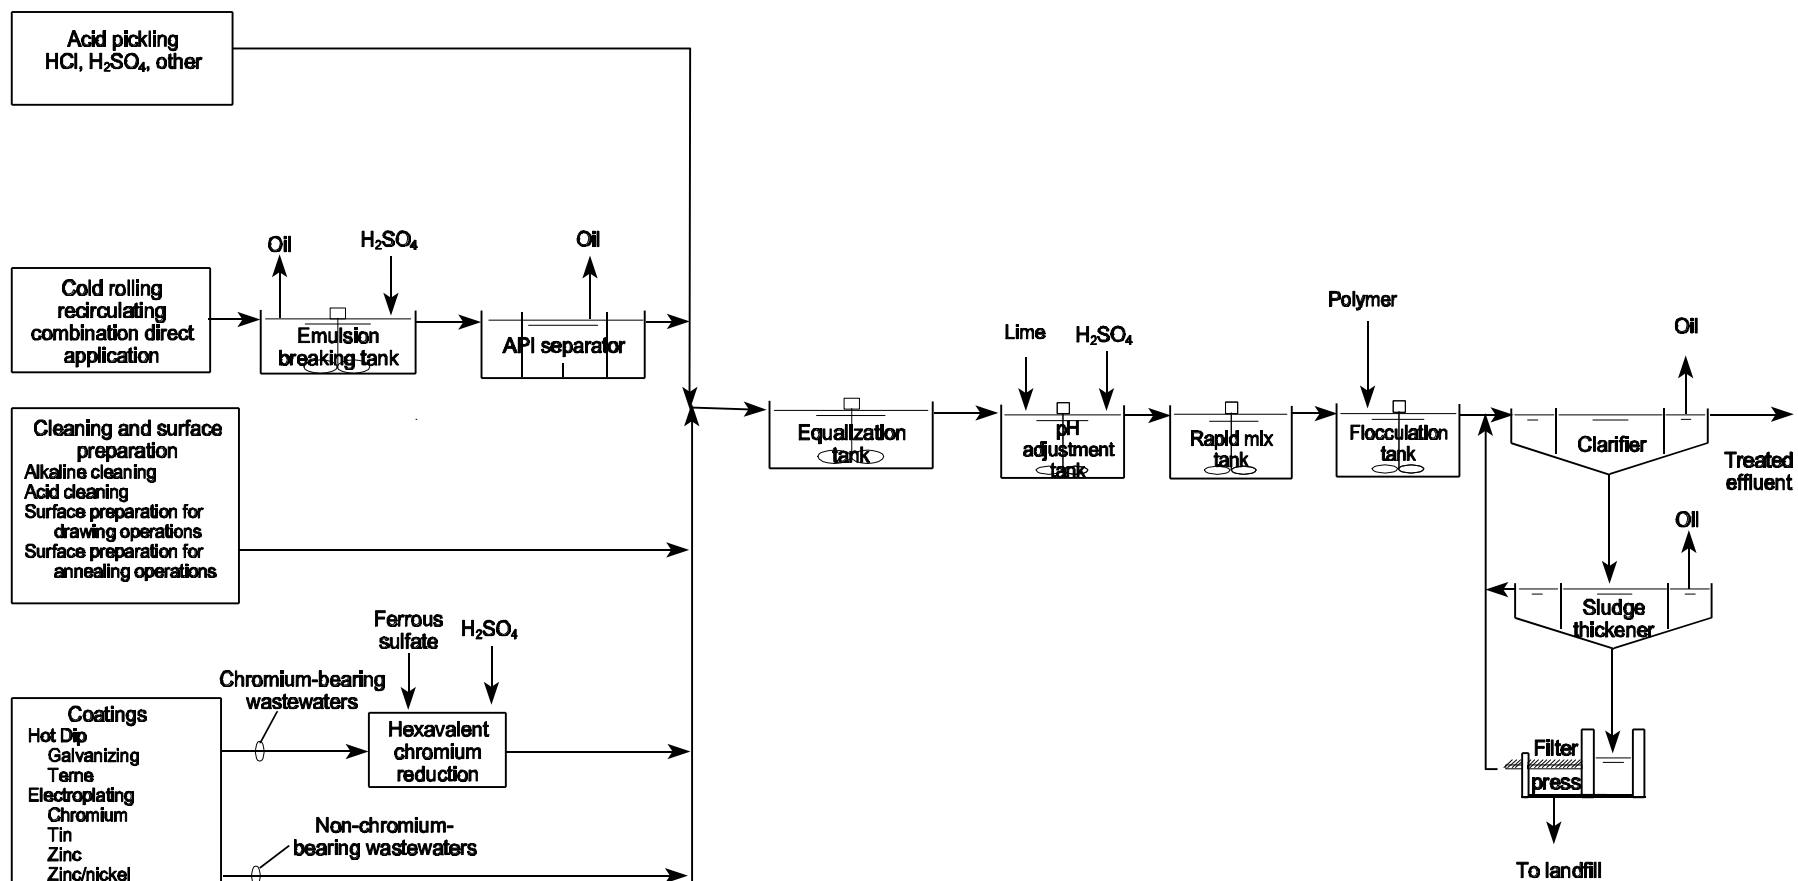 Acid pickling
HCl, H₂SO₄, other
Oil
H₂SO₄
Oil
Cold rolling
recirculating
combination direct
application
Emulsion
breaking tank
API separator
Cleaning and surface
preparation
Alkaline cleaning
Acid cleaning
Surface preparation for
drawing operations
Surface preparation for
annealing operations
Ferrous
sulfate
H₂SO₄
Chromium-bearing
wastewaters
Hexavalent
chromium
reduction
Coatings
Hot Dip
Galvanizing
Terne
Electroplating
Chromium
Tin
Zinc
Zinc/nickel
Non-chromium-
bearing wastewaters
Equalization
tank
Lime
H₂SO₄
pH
adjustment
tank
Rapid mix
tank
Polymer
Flocculation
tank
Oil
Clarifier
Treated
effluent
Oil
Sludge
thickener
Filter
press
To landfill